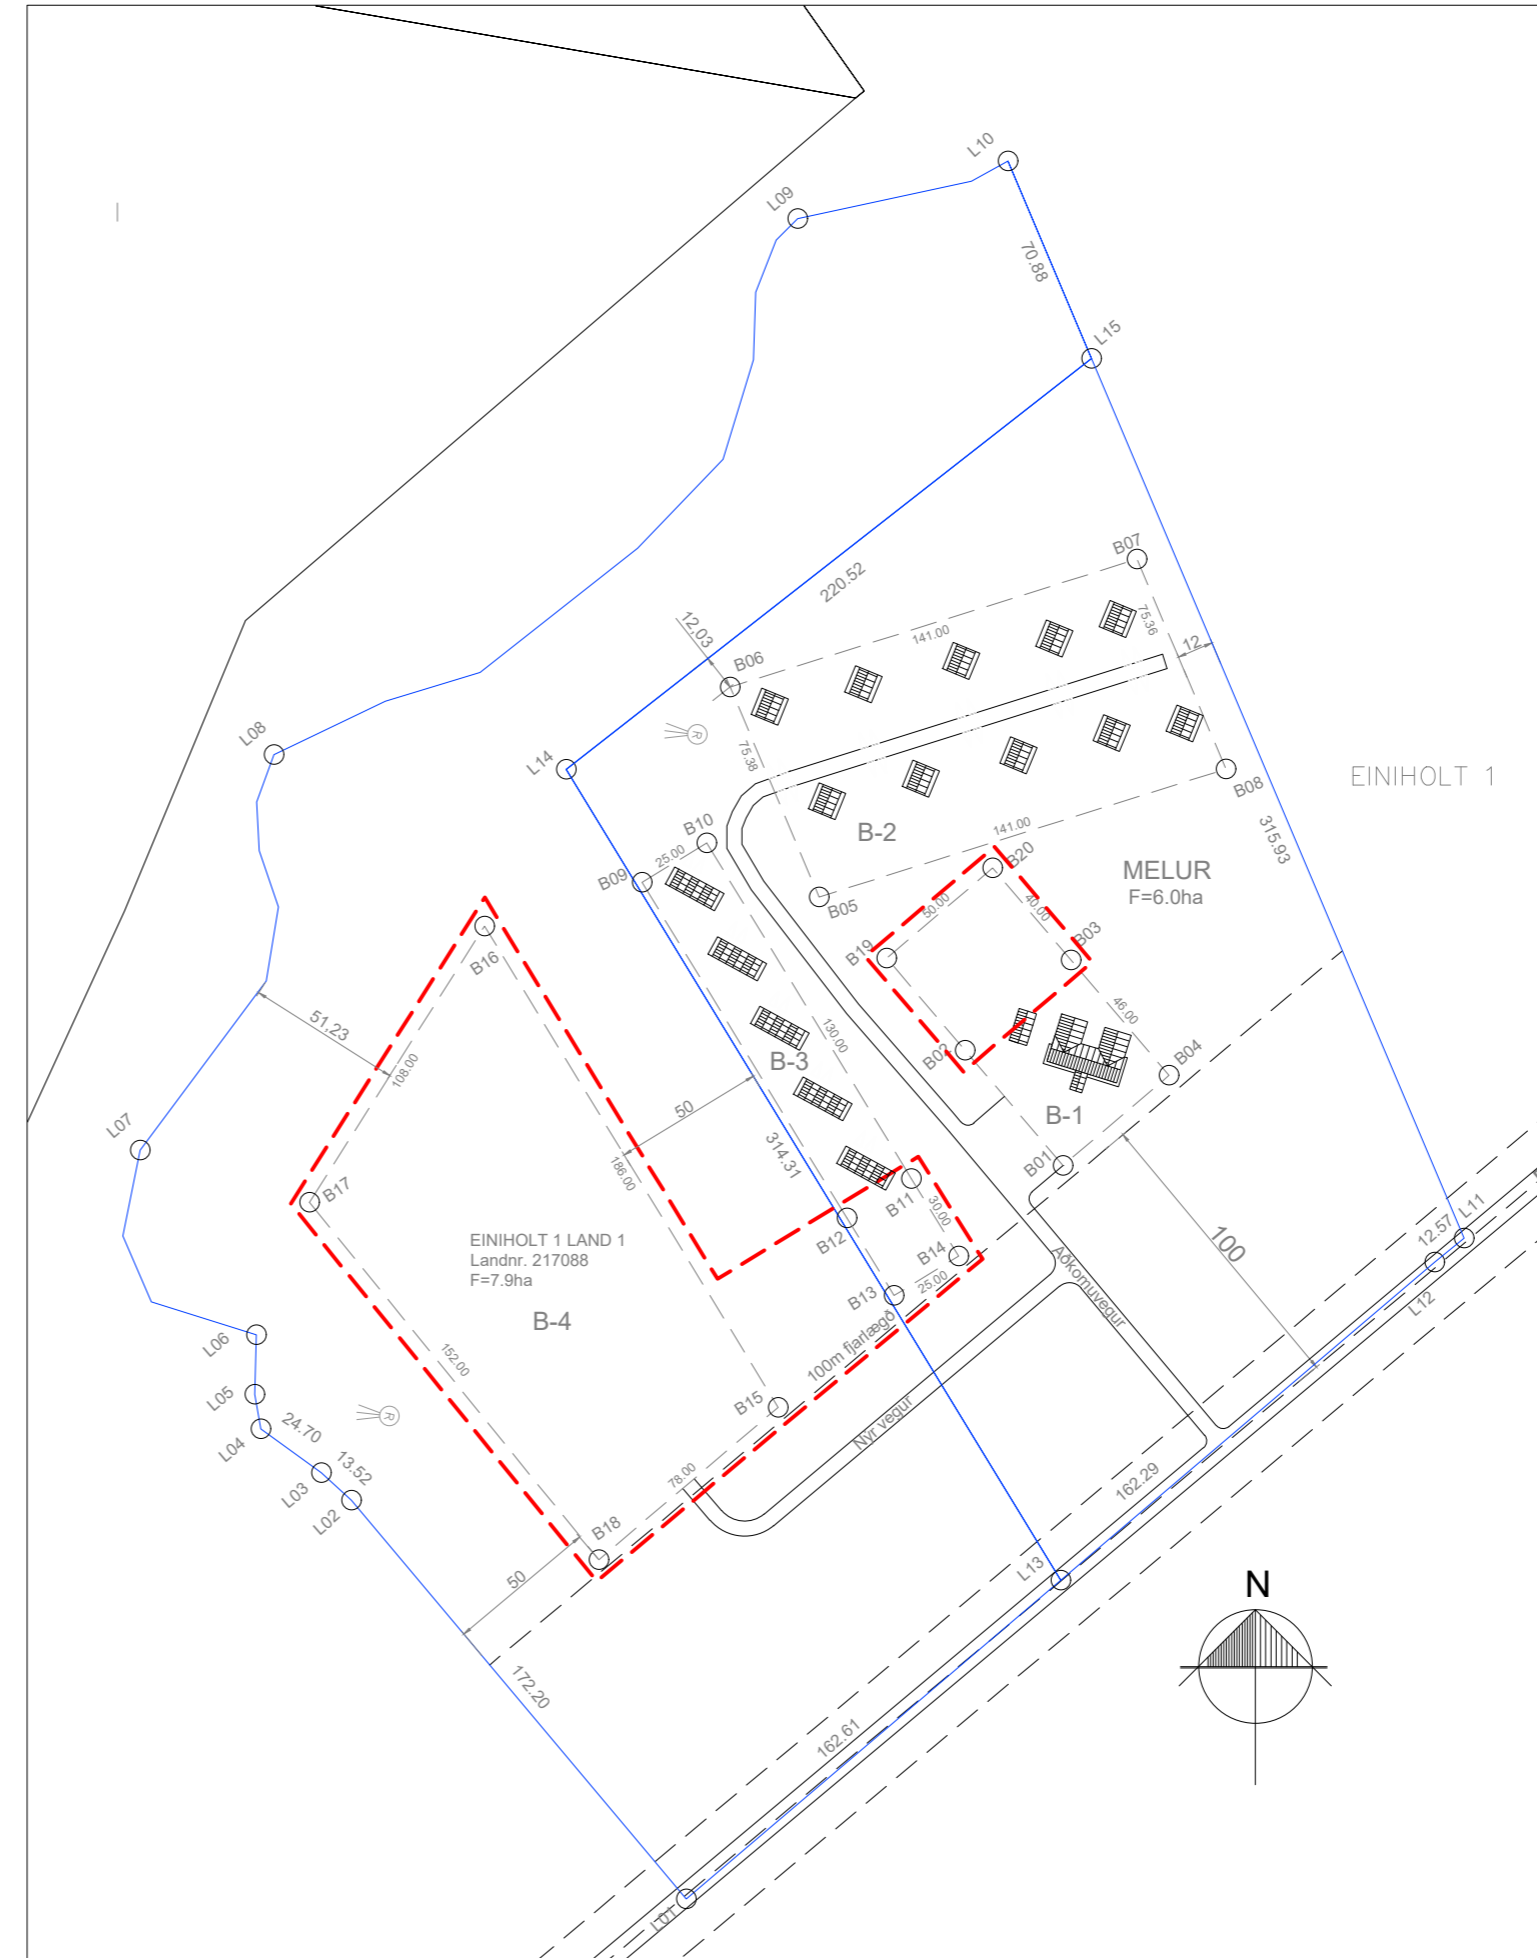 L10
L09
70.88
L15
B07
220.52
75.36
12
12.03
141.00
B06
75.38
L08
L14
EINIHOLT 1
B08
B10
B-2
141.00
315.93
25.00
B09
B20
MELUR
F=6.0ha
B05
50.00
40.00
B16
B19
B03
51,23
46.00
130.00
108.00
B02
B04
B-3
50
B-1
L07
314.31
186.00
B01
B17
B11
30.00
EINIHOLT 1 LAND 1
Landnr. 217088
F=7.9ha
B12
B14
25.00
100
12.57
L11
Aðkomuvegur
B13
L12
B-4
L06
100m fjarlægð
152.00
L05
B15
Nýr vegur
L04
24.70
R
R
13.52
L03
78.00
162.29
L02
B18
L13
50
N
172.20
162.61
L01